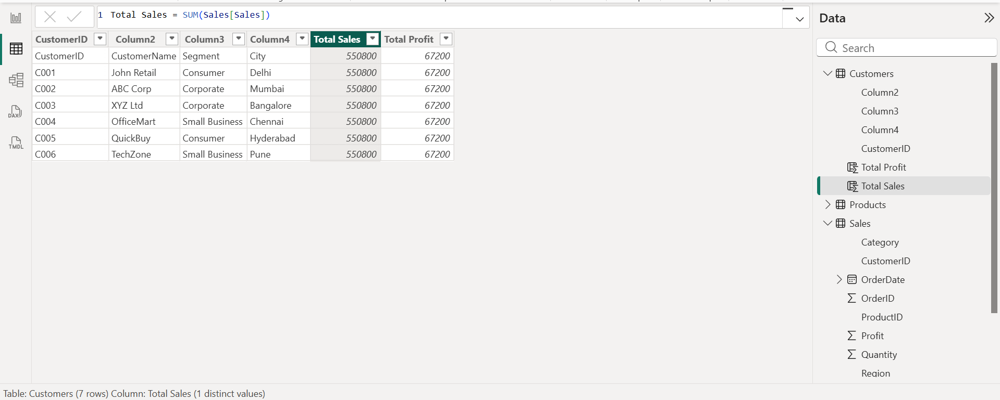 1 Total Sales = SUM(Sales[Sales])
CustomerID Column2 Column3 Column4 Total Sales Total Profit
CustomerID CustomerName Segment City 550800 67200
C001 John Retail Consumer Delhi 550800 67200
C002 ABC Corp Corporate Mumbai 550800 67200
C003 XYZ Ltd Corporate Bangalore 550800 67200
C004 OfficeMart Small Business Chennai 550800 67200
C005 QuickBuy Consumer Hyderabad 550800 67200
C006 TechZone Small Business Pune 550800 67200
DAX
TMDL
Data
Search
Customers
Column2
Column3
Column4
CustomerID
Total Profit
Total Sales
Products
Sales
Category
CustomerID
OrderDate
OrderID
ProductID
Profit
Quantity
Region
Table: Customers (7 rows) Column: Total Sales (1 distinct values)